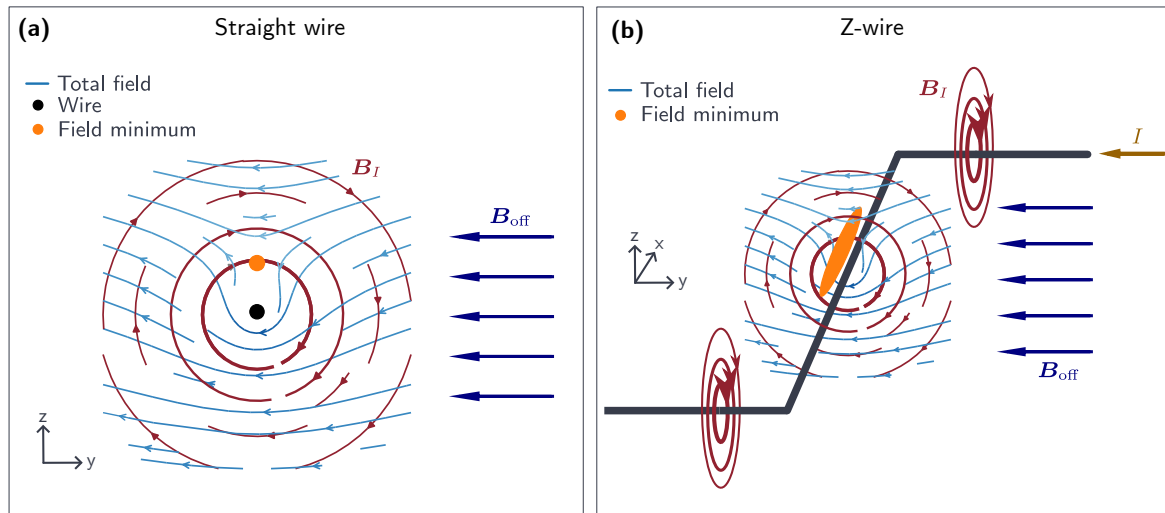 (a) Straight wire
Total field
Wire
Field minimum
B_I
B_off
z
y
(b) Z-wire
Total field
Field minimum
B_I
I
z
x
y
B_off